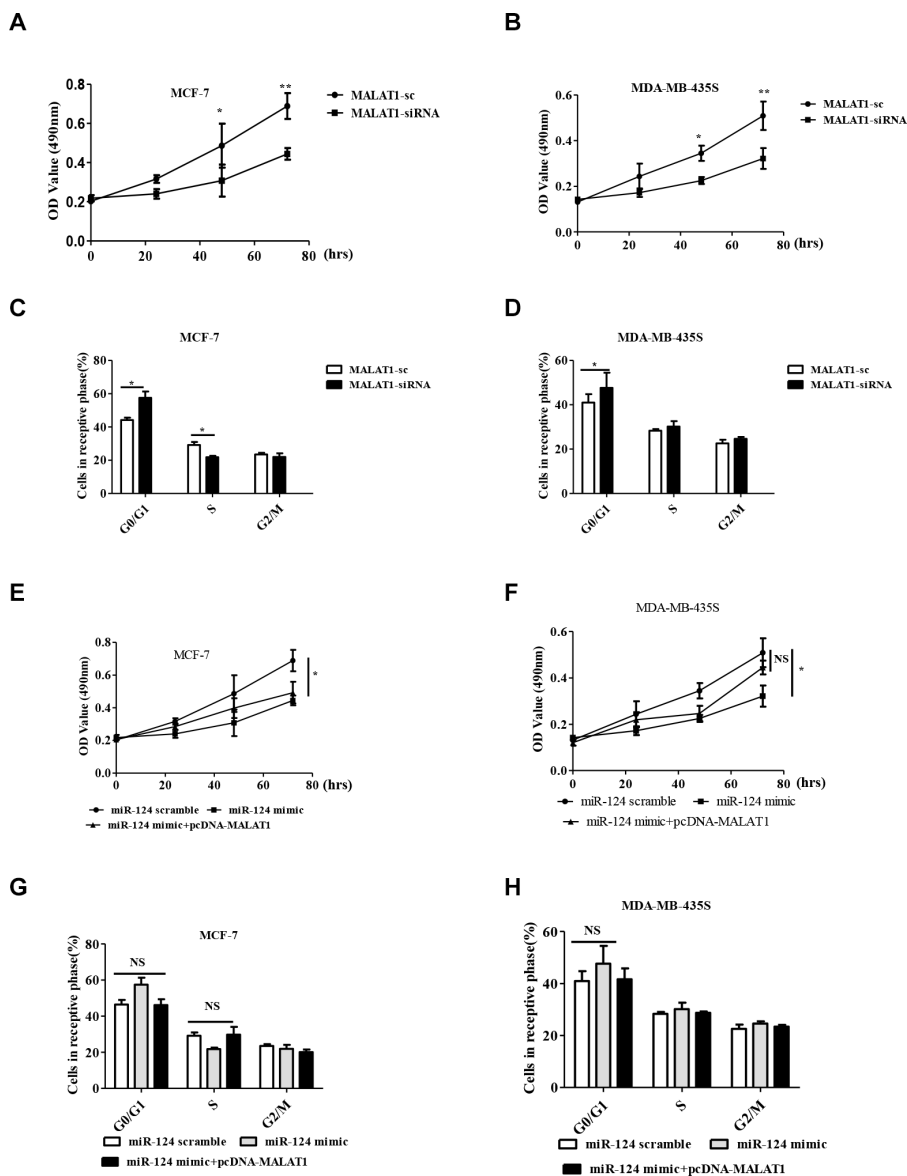 A
MCF-7
OD Value (490nm)
0.8
0.6
0.4
0.2
0.0
0 20 40 60 80 (hrs)
* **
MALAT1-sc
MALAT1-siRNA
B
MDA-MB-435S
OD Value (490nm)
0.6
0.4
0.2
0.0
0 20 40 60 80 (hrs)
* **
MALAT1-sc
MALAT1-siRNA
C
MCF-7
Cells in receptive phase(%)
80
60
40
20
0
* *
G0/G1 S G2/M
MALAT1-sc
MALAT1-siRNA
D
MDA-MB-435S
Cells in receptive phase(%)
60
40
20
0
*
G0/G1 S G2/M
MALAT1-sc
MALAT1-siRNA
E
MCF-7
OD Value (490nm)
0.8
0.6
0.4
0.2
0.0
0 20 40 60 80 (hrs)
*
miR-124 scramble miR-124 mimic
miR-124 mimic+pcDNA-MALAT1
F
MDA-MB-435S
OD Value (490nm)
0.6
0.4
0.2
0.0
0 20 40 60 80 (hrs)
NS *
miR-124 scramble miR-124 mimic
miR-124 mimic+pcDNA-MALAT1
G
MCF-7
Cells in receptive phase(%)
80
60
40
20
0
NS NS
G0/G1 S G2/M
miR-124 scramble miR-124 mimic
miR-124 mimic+pcDNA-MALAT1
H
MDA-MB-435S
Cells in receptive phase(%)
60
40
20
0
NS
G0/G1 S G2/M
miR-124 scramble miR-124 mimic
miR-124 mimic+pcDNA-MALAT1